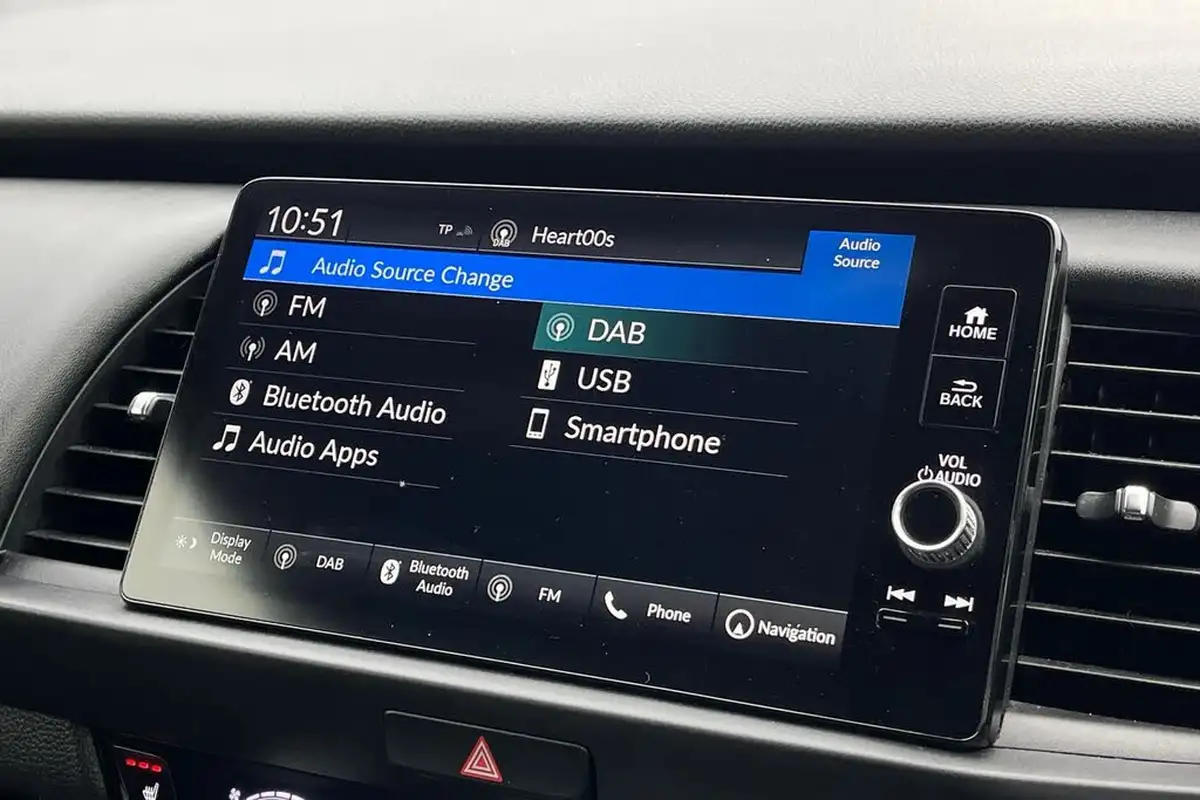 10:51
TP
DAB
Heart00s
Audio
Source
Audio Source Change
FM
DAB
AM
USB
Bluetooth Audio
Smartphone
Audio Apps
HOME
BACK
VOL
AUDIO
Display
Mode
DAB
Bluetooth
Audio
FM
Phone
Navigation